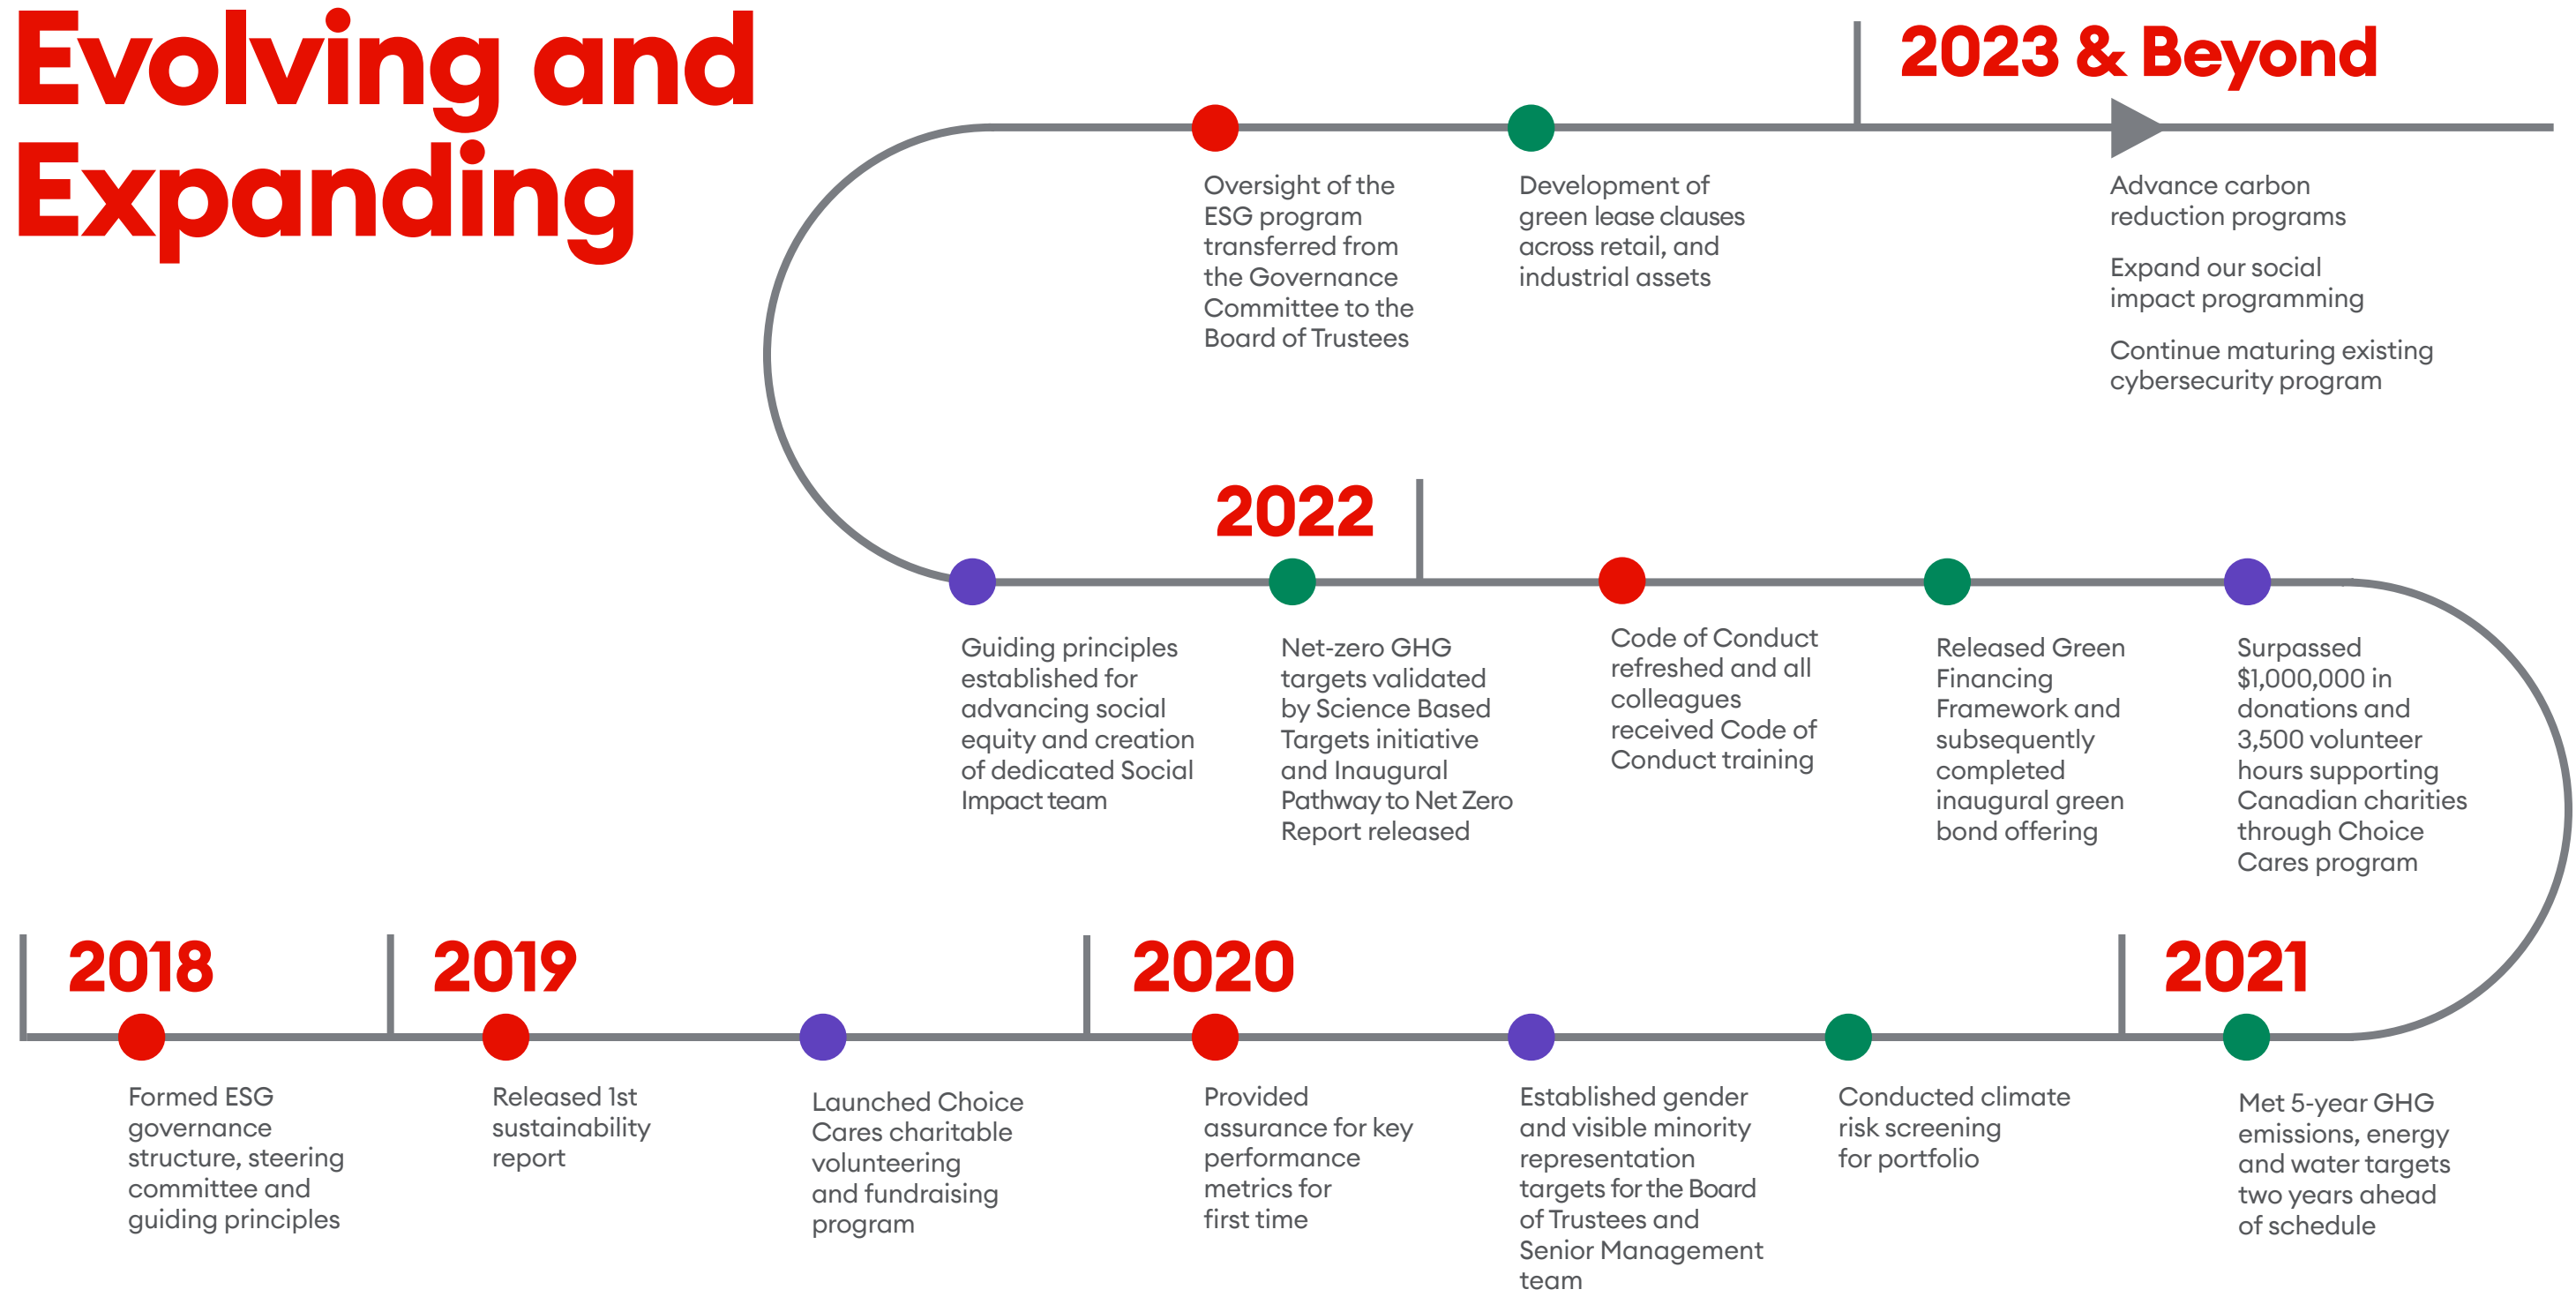 Evolving and
Expanding
2023 & Beyond
Oversight of the
ESG program
transferred from
the Governance
Committee to the
Board of Trustees
Development of
green lease clauses
across retail, and
industrial assets
Advance carbon
reduction programs
Expand our social
impact programming
Continue maturing existing
cybersecurity program
2022
Guiding principles
established for
advancing social
equity and creation
of dedicated Social
Impact team
Net-zero GHG
targets validated
by Science Based
Targets initiative
and Inaugural
Pathway to Net Zero
Report released
Code of Conduct
refreshed and all
colleagues
received Code of
Conduct training
Released Green
Financing
Framework and
subsequently
completed
inaugural green
bond offering
Surpassed
$1,000,000 in
donations and
3,500 volunteer
hours supporting
Canadian charities
through Choice
Cares program
2018
Formed ESG
governance
structure, steering
committee and
guiding principles
2019
Released 1st
sustainability
report
Launched Choice
Cares charitable
volunteering
and fundraising
program
2020
Provided
assurance for key
performance
metrics for
first time
Established gender
and visible minority
representation
targets for the Board
of Trustees and
Senior Management
team
Conducted climate
risk screening
for portfolio
2021
Met 5-year GHG
emissions, energy
and water targets
two years ahead
of schedule